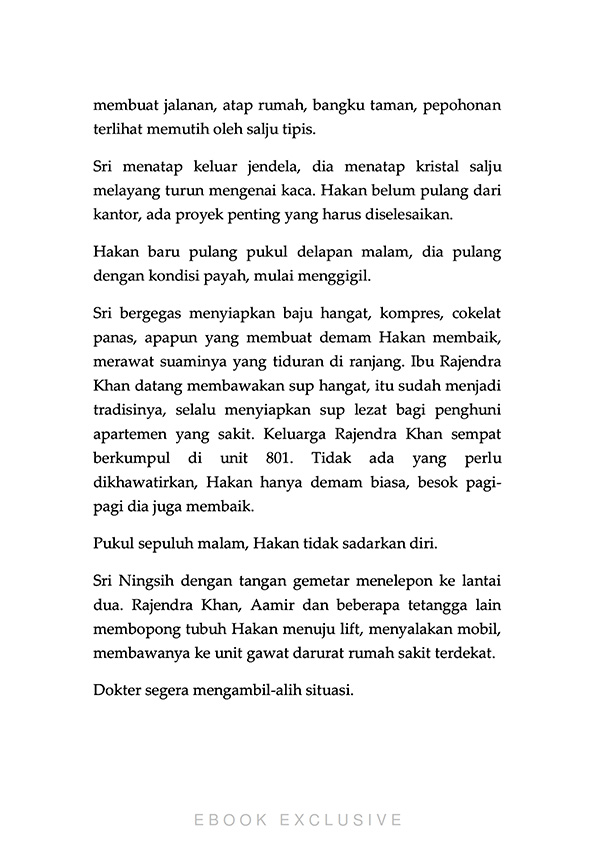 membuat jalanan, atap rumah, bangku taman, pepohonan
terlihat memutih oleh salju tipis.
Sri menatap keluar jendela, dia menatap kristal salju
melayang turun mengenai kaca. Hakan belum pulang dari
kantor, ada proyek penting yang harus diselesaikan.
Hakan baru pulang pukul delapan malam, dia pulang
dengan kondisi payah, mulai menggigil.
Sri bergegas menyiapkan baju hangat, kompres, cokelat
panas, apapun yang membuat demam Hakan membaik,
merawat suaminya yang tiduran di ranjang. Ibu Rajendra
Khan datang membawakan sup hangat, itu sudah menjadi
tradisinya, selalu menyiapkan sup lezat bagi penghuni
apartemen yang sakit. Keluarga Rajendra Khan sempat
berkumpul di unit 801. Tidak ada yang perlu
dikhawatirkan, Hakan hanya demam biasa, besok pagi-
pagi dia juga membaik.
Pukul sepuluh malam, Hakan tidak sadarkan diri.
Sri Ningsih dengan tangan gemetar menelepon ke lantai
dua. Rajendra Khan, Aamir dan beberapa tetangga lain
membopong tubuh Hakan menuju lift, menyalakan mobil,
membawanya ke unit gawat darurat rumah sakit terdekat.
Dokter segera mengambil-alih situasi.
EBOOK EXCLUSIVE